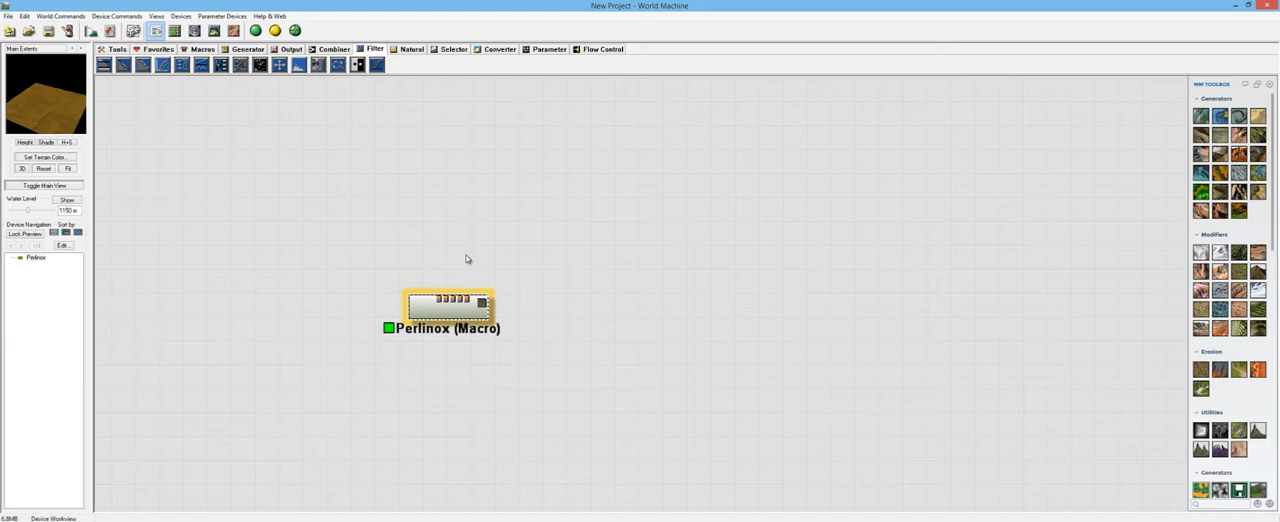 New Project - World Machine
File Edit World Commands Device Commands Views Devices Parameter Devices Help & Web
Main Extents
Tools Favorites Macros Generator Output Combiner Filter Natural Selector Converter Parameter Flow Control
Height Shade H+S
Set Terrain Color...
3D Reset Fit
Toggle Main View
Water Level Show
1150 m
Device Navigation Sort by:
Lock Preview
Edit...
Perlinox
Perlinox (Macro)
WM TOOLBOX
Generators
Modifiers
Erosion
Utilities
Generators
6.8MB Device Workview